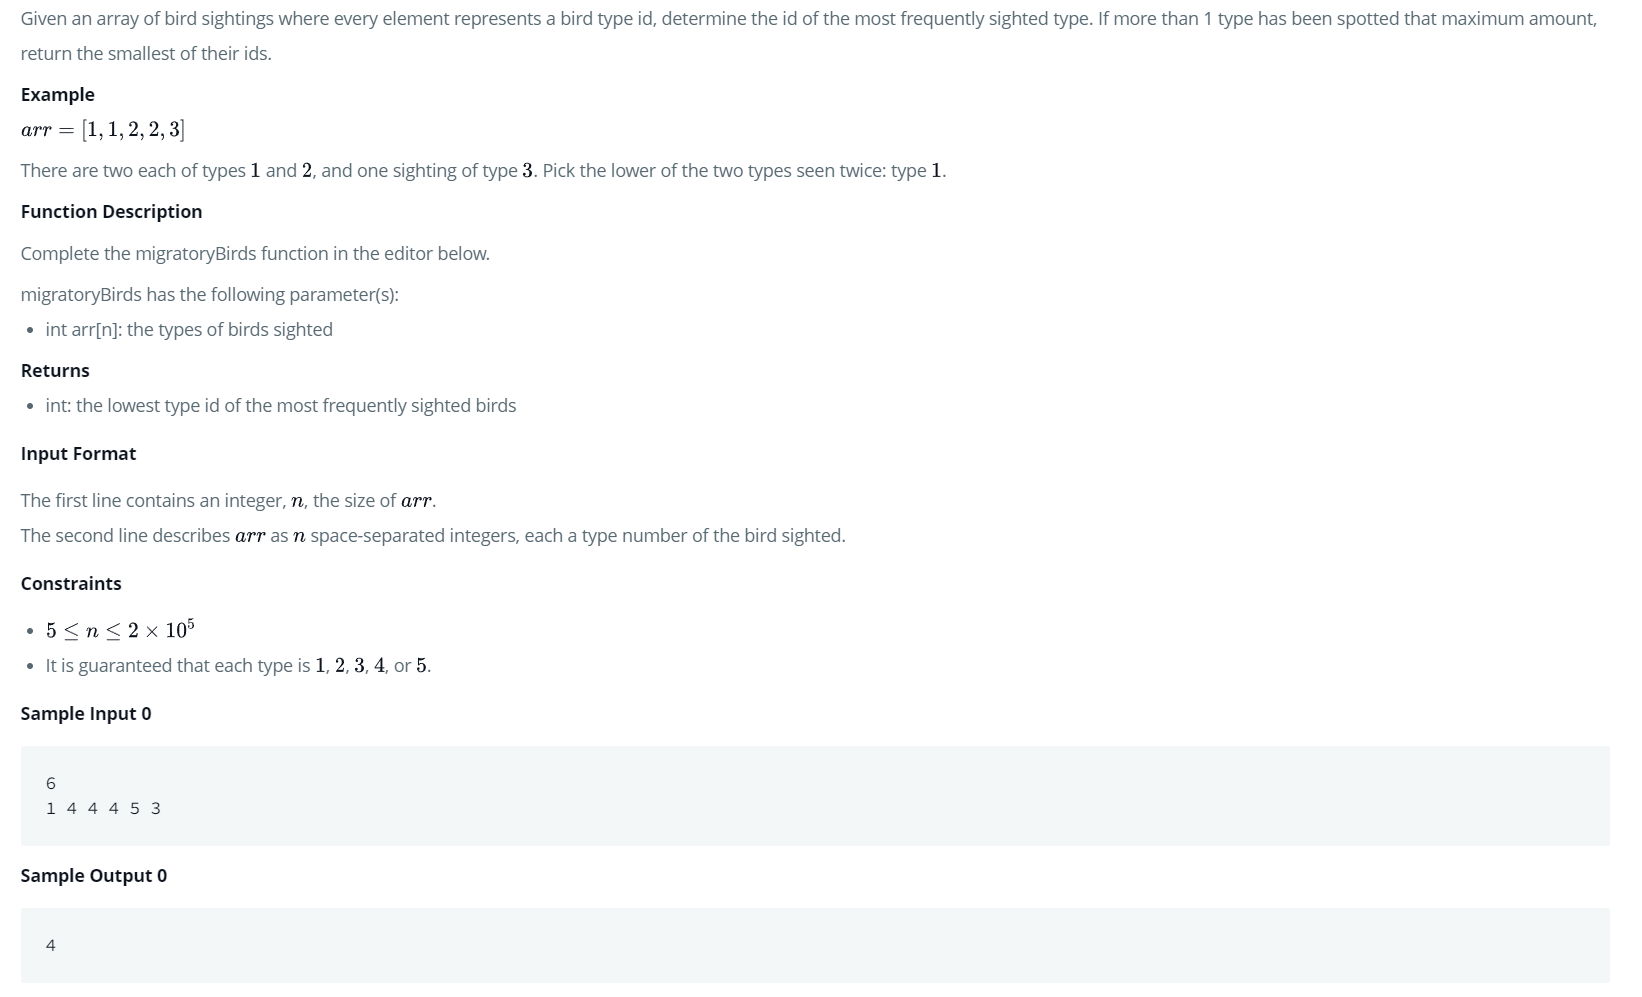 Given an array of bird sightings where every element represents a bird type id, determine the id of the most frequently sighted type. If more than 1 type has been spotted that maximum amount,
return the smallest of their ids.
Example
arr = [1, 1, 2, 2, 3]
There are two each of types 1 and 2, and one sighting of type 3. Pick the lower of the two types seen twice: type 1.
Function Description
Complete the migratoryBirds function in the editor below.
migratoryBirds has the following parameter(s):
• int arr[n]: the types of birds sighted
Returns
• int: the lowest type id of the most frequently sighted birds
Input Format
The first line contains an integer, n, the size of arr.
The second line describes arr as n space-separated integers, each a type number of the bird sighted.
Constraints
• 5 ≤ n ≤ 2 × 10⁵
• It is guaranteed that each type is 1, 2, 3, 4, or 5.
Sample Input 0
6
1 4 4 4 5 3
Sample Output 0
4